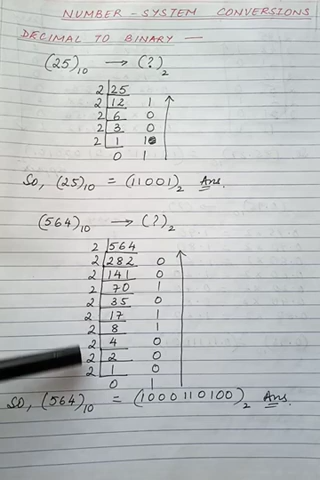 NUMBER-SYSTEM CONVERSIONS
DECIMAL TO BINARY —
(25)₁₀ → (?)₂
2 | 25
2 | 12 1
2 | 6 0
2 | 3 0
2 | 1 1
0 1
So, (25)₁₀ = (11001)₂ Ans.
(564)₁₀ → (?)₂
2 | 564
2 | 282 0
2 | 141 0
2 | 70 1
2 | 35 0
2 | 17 1
2 | 8 1
2 | 4 0
2 | 2 0
2 | 1 0
0 1
So, (564)₁₀ = (1000110100)₂ Ans.